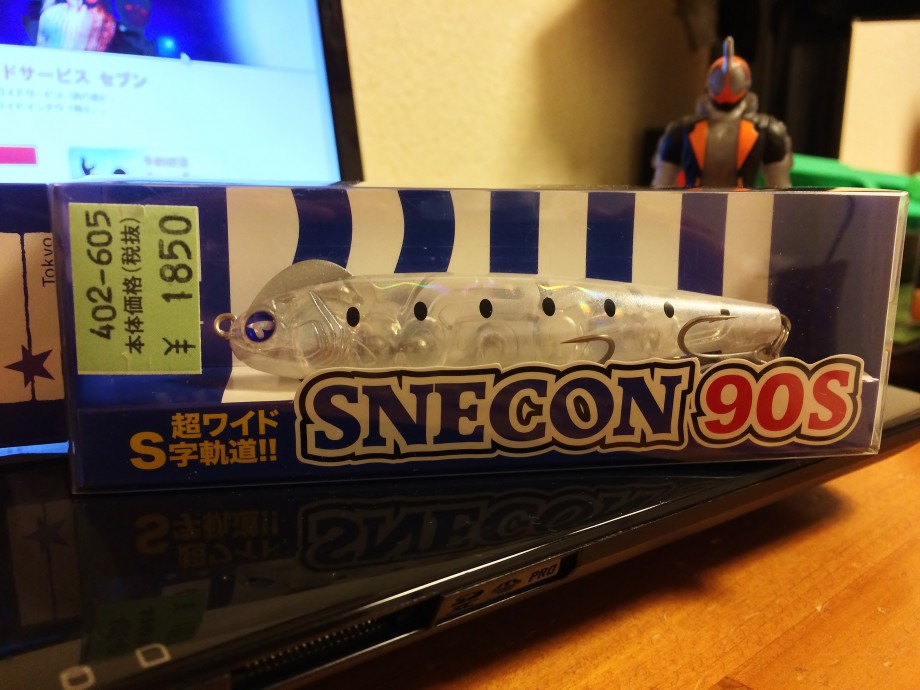 ドサービス セブン
402-605
本体価格(税抜)
¥ 1850
Tokyo
超ワイド
S字軌道!!
SNECON 90S
PRO